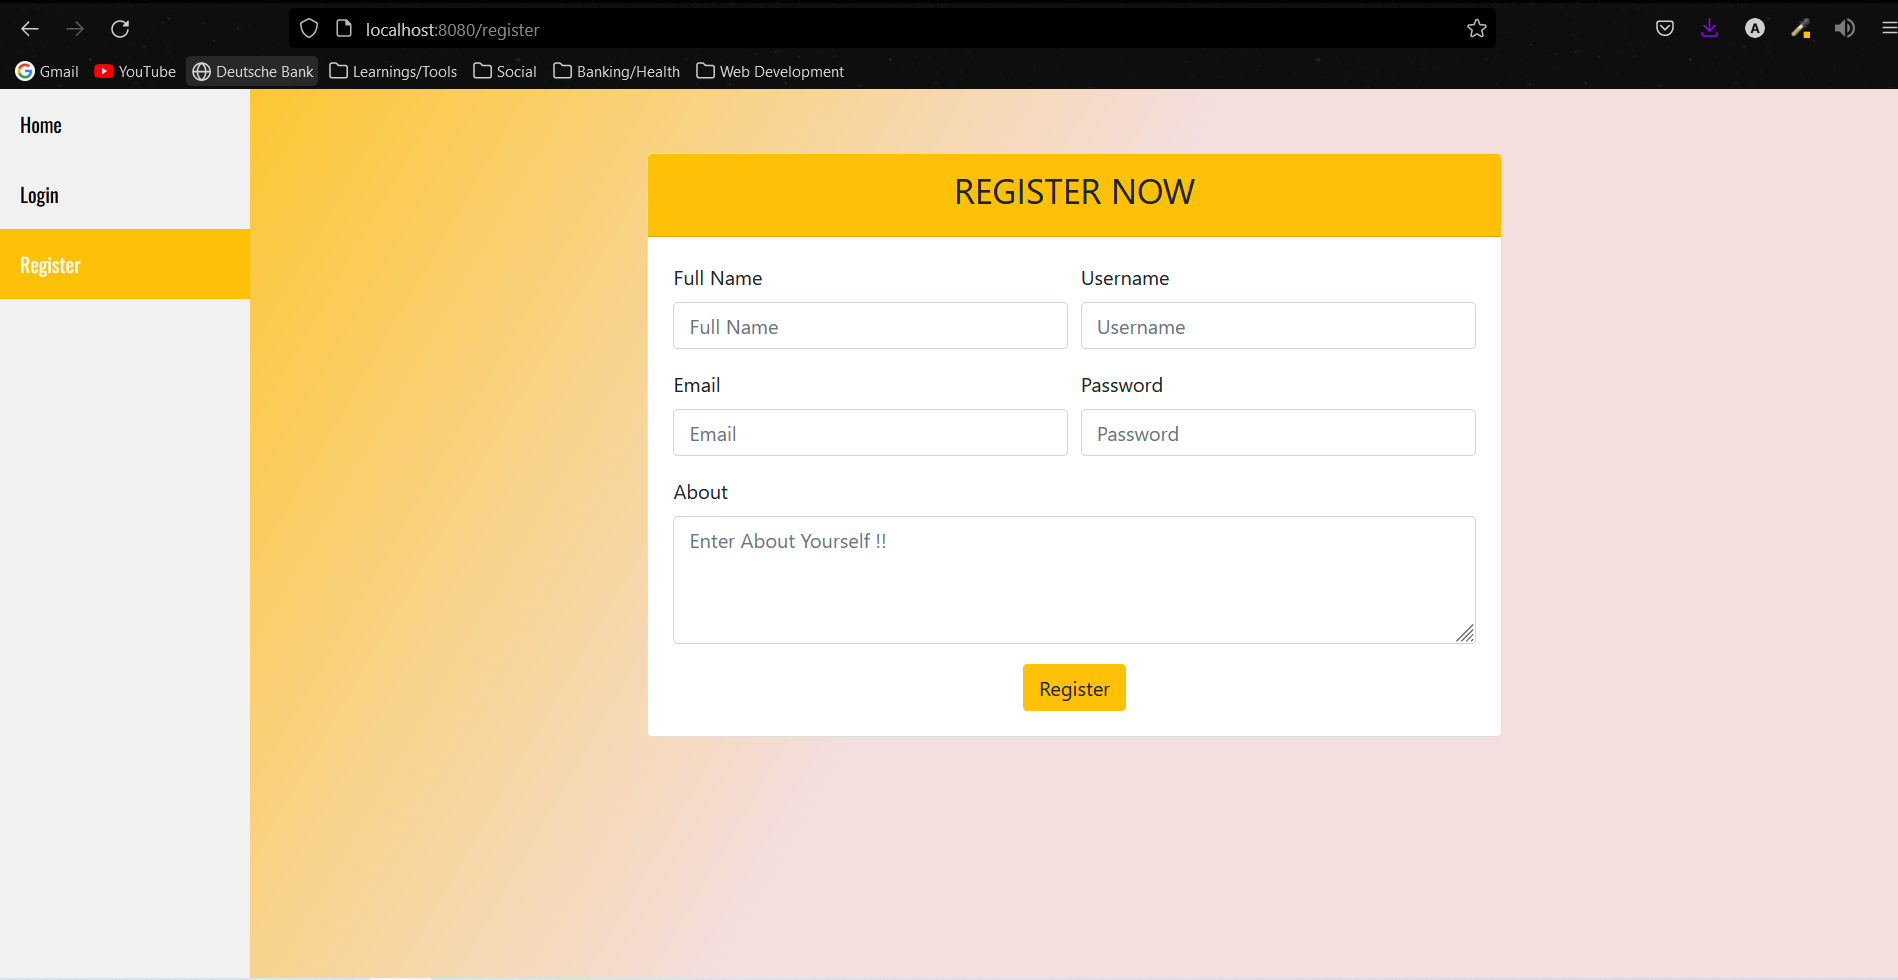 localhost:8080/register
Gmail YouTube Deutsche Bank Learnings/Tools Social Banking/Health Web Development
Home
Login
Register
REGISTER NOW
Full Name Username
Full Name Username
Email Password
Email Password
About
Enter About Yourself !!
Register